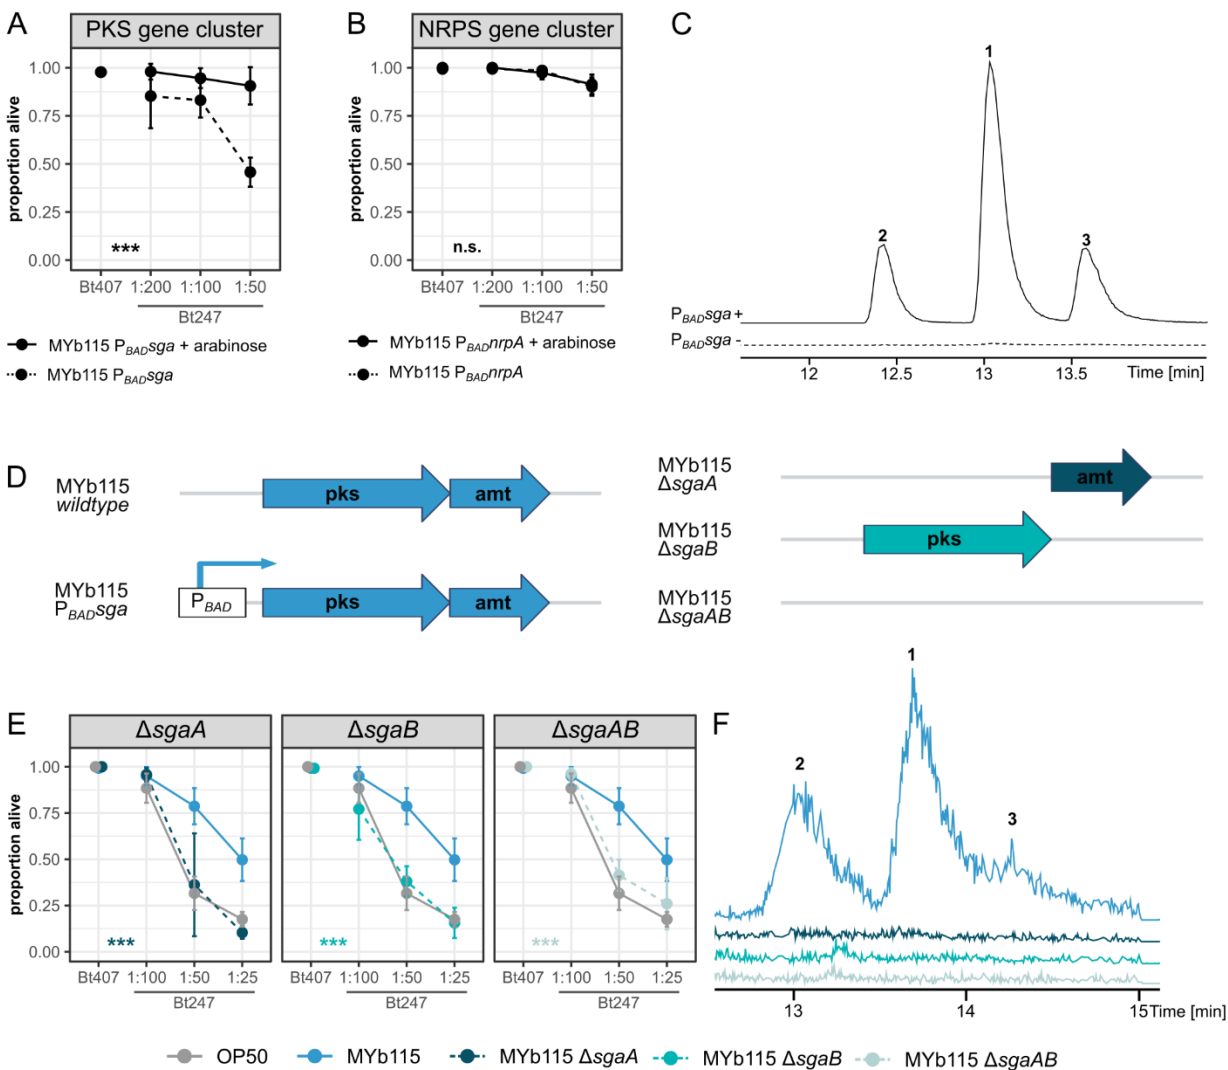 A
PKS gene cluster
proportion alive
1.00
0.75
0.50
0.25
0.00
***
Bt407 1:200 1:100 1:50
Bt247
MYb115 PBADsga + arabinose
MYb115 PBADsga
B
NRPS gene cluster
proportion alive
1.00
0.75
0.50
0.25
0.00
n.s.
Bt407 1:200 1:100 1:50
Bt247
MYb115 PBADnrpA + arabinose
MYb115 PBADnrpA
C
1
2
3
PBADsga +
PBADsga -
12 12.5 13 13.5 Time [min]
D
MYb115
wildtype
pks amt
MYb115
PBADsga
PBAD
pks amt
MYb115
ΔsgaA
amt
MYb115
ΔsgaB
pks
MYb115
ΔsgaAB
E
ΔsgaA
ΔsgaB
ΔsgaAB
proportion alive
1.00
0.75
0.50
0.25
0.00
***
***
***
Bt407 1:100 1:50 1:25
Bt247
Bt407 1:100 1:50 1:25
Bt247
Bt407 1:100 1:50 1:25
Bt247
F
1
2
3
13 14 15 Time [min]
OP50 MYb115 MYb115 ΔsgaA MYb115 ΔsgaB MYb115 ΔsgaAB